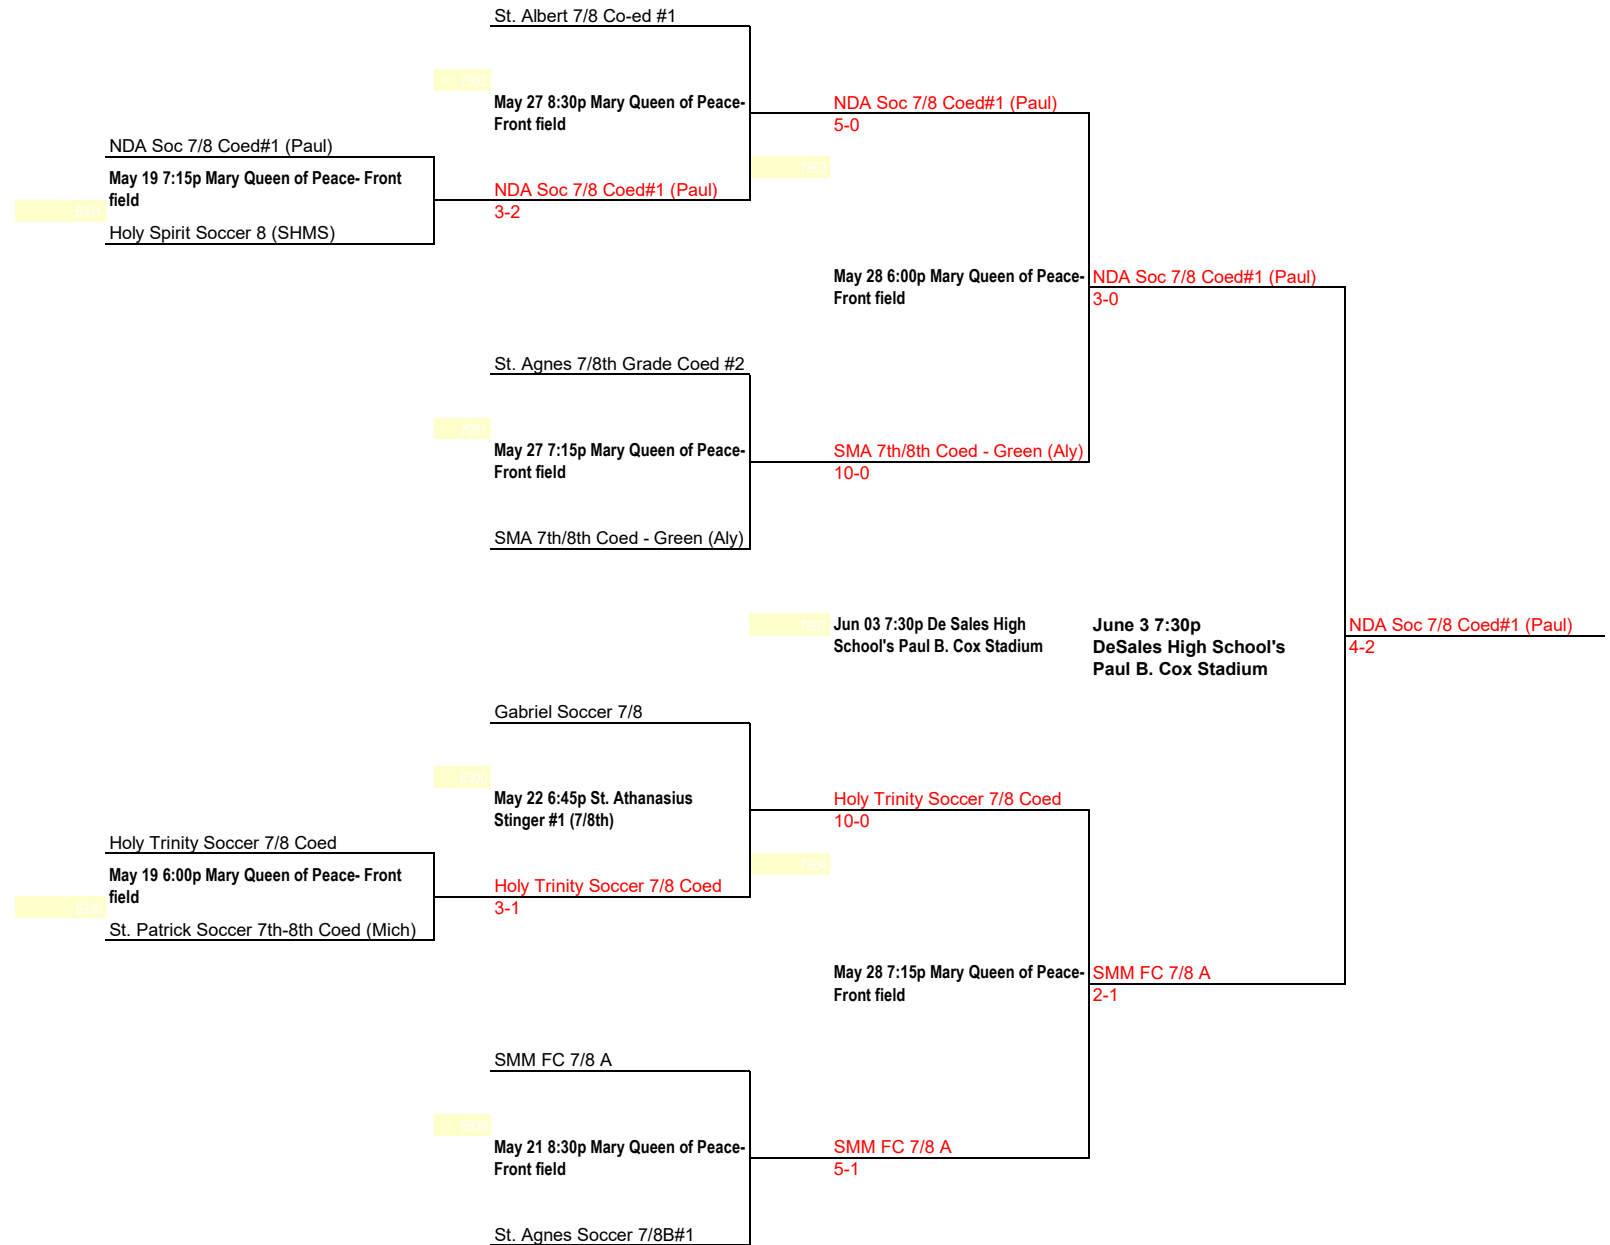 St. Albert 7/8 Co-ed #1
May 27 8:30p Mary Queen of Peace-
Front field
NDA Soc 7/8 Coed#1 (Paul)
5-0
NDA Soc 7/8 Coed#1 (Paul)
May 19 7:15p Mary Queen of Peace- Front
field
Holy Spirit Soccer 8 (SHMS)
NDA Soc 7/8 Coed#1 (Paul)
3-2
May 28 6:00p Mary Queen of Peace-
Front field
NDA Soc 7/8 Coed#1 (Paul)
3-0
St. Agnes 7/8th Grade Coed #2
May 27 7:15p Mary Queen of Peace-
Front field
SMA 7th/8th Coed - Green (Aly)
10-0
SMA 7th/8th Coed - Green (Aly)
Jun 03 7:30p De Sales High
School's Paul B. Cox Stadium
June 3 7:30p
DeSales High School's
Paul B. Cox Stadium
NDA Soc 7/8 Coed#1 (Paul)
4-2
Gabriel Soccer 7/8
May 22 6:45p St. Athanasius
Stinger #1 (7/8th)
Holy Trinity Soccer 7/8 Coed
10-0
Holy Trinity Soccer 7/8 Coed
May 19 6:00p Mary Queen of Peace- Front
field
St. Patrick Soccer 7th-8th Coed (Mich)
Holy Trinity Soccer 7/8 Coed
3-1
May 28 7:15p Mary Queen of Peace-
Front field
SMM FC 7/8 A
2-1
SMM FC 7/8 A
May 21 8:30p Mary Queen of Peace-
Front field
SMM FC 7/8 A
5-1
St. Agnes Soccer 7/8B#1